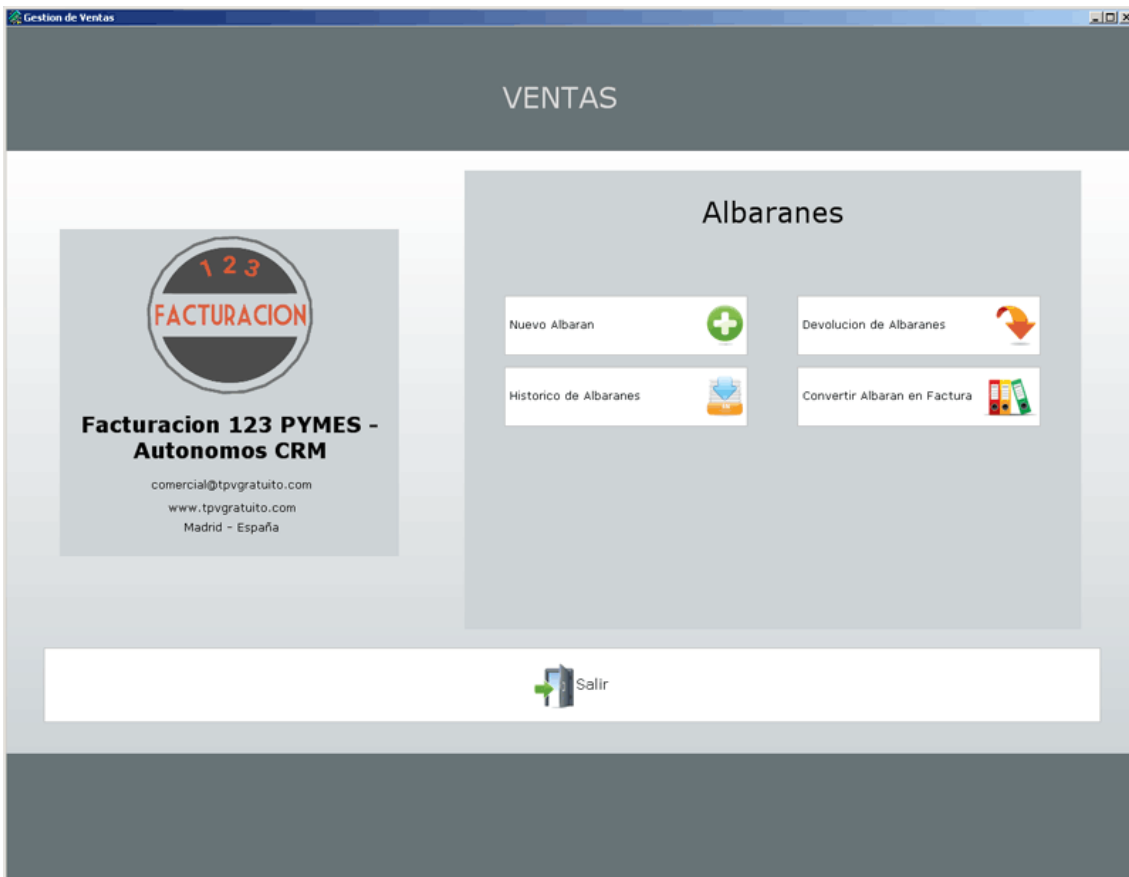 Gestion de Ventas
VENTAS
1 2 3
FACTURACION
Facturacion 123 PYMES -
Autonomos CRM
comercial@tpvgratuito.com
www.tpvgratuito.com
Madrid - España
Albaranes
Nuevo Albaran
Devolucion de Albaranes
Historico de Albaranes
Convertir Albaran en Factura
Salir